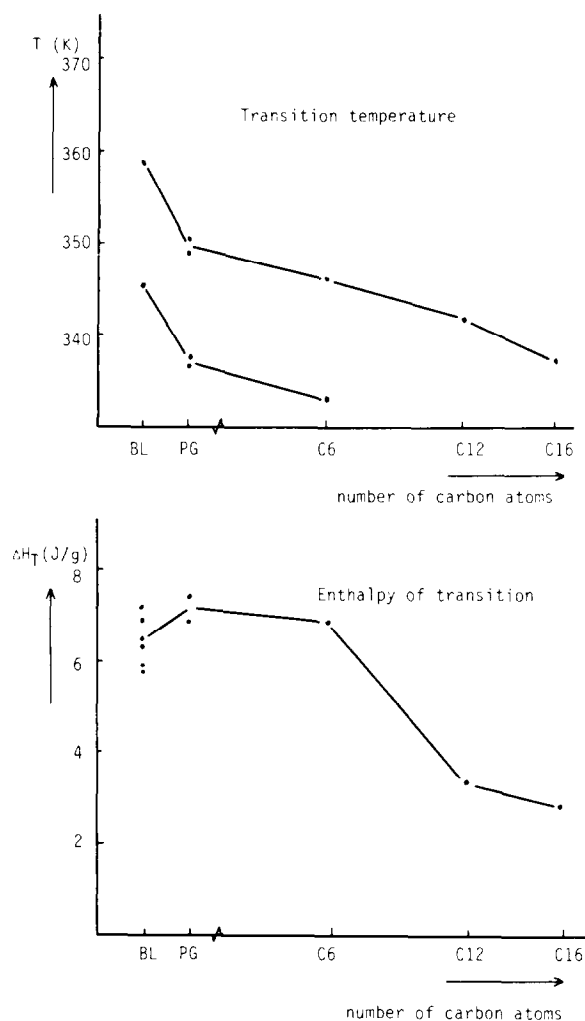 T (K)
370
Transition temperature
360
350
340
BL PG C6 C12 C16
number of carbon atoms
ΔH_T(J/g)
8
Enthalpy of transition
6
4
2
BL PG C6 C12 C16
number of carbon atoms